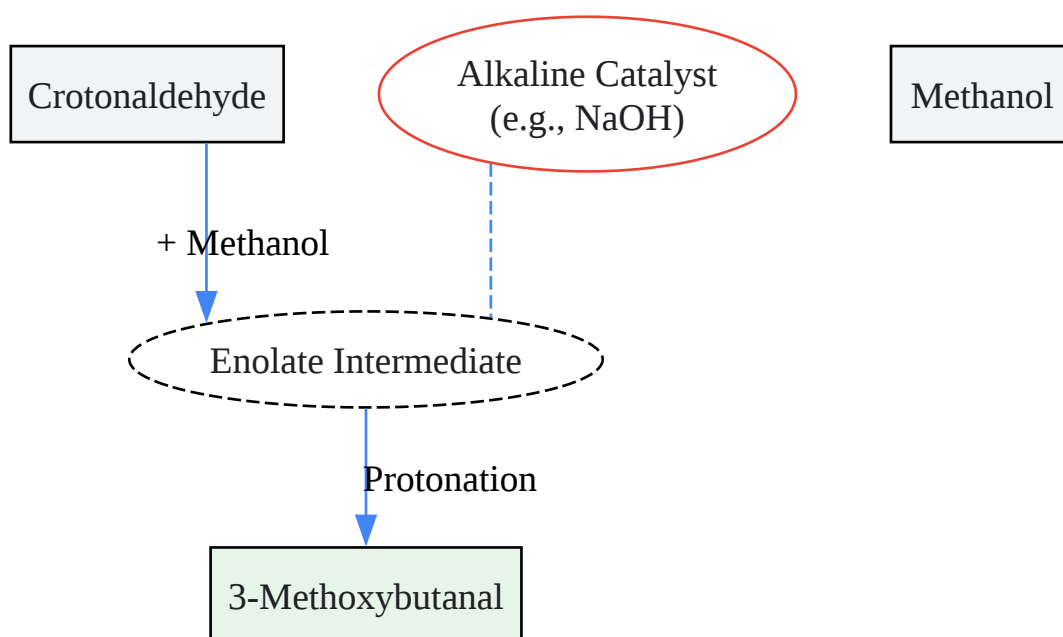 Crotonaldehyde
Alkaline Catalyst
(e.g., NaOH)
Methanol
+ Methanol
Enolate Intermediate
Protonation
3-Methoxybutanal